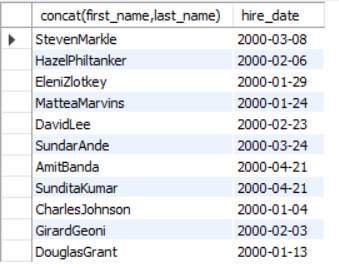 concat(first_name,last_name) hire_date
StevenMarkle 2000-03-08
HazelPhiltanker 2000-02-06
EleniZlotkey 2000-01-29
MatteaMarvins 2000-01-24
DavidLee 2000-02-23
SundarAnde 2000-03-24
AmitBanda 2000-04-21
SunditaKumar 2000-04-21
CharlesJohnson 2000-01-04
GirardGeoni 2000-02-03
DouglasGrant 2000-01-13